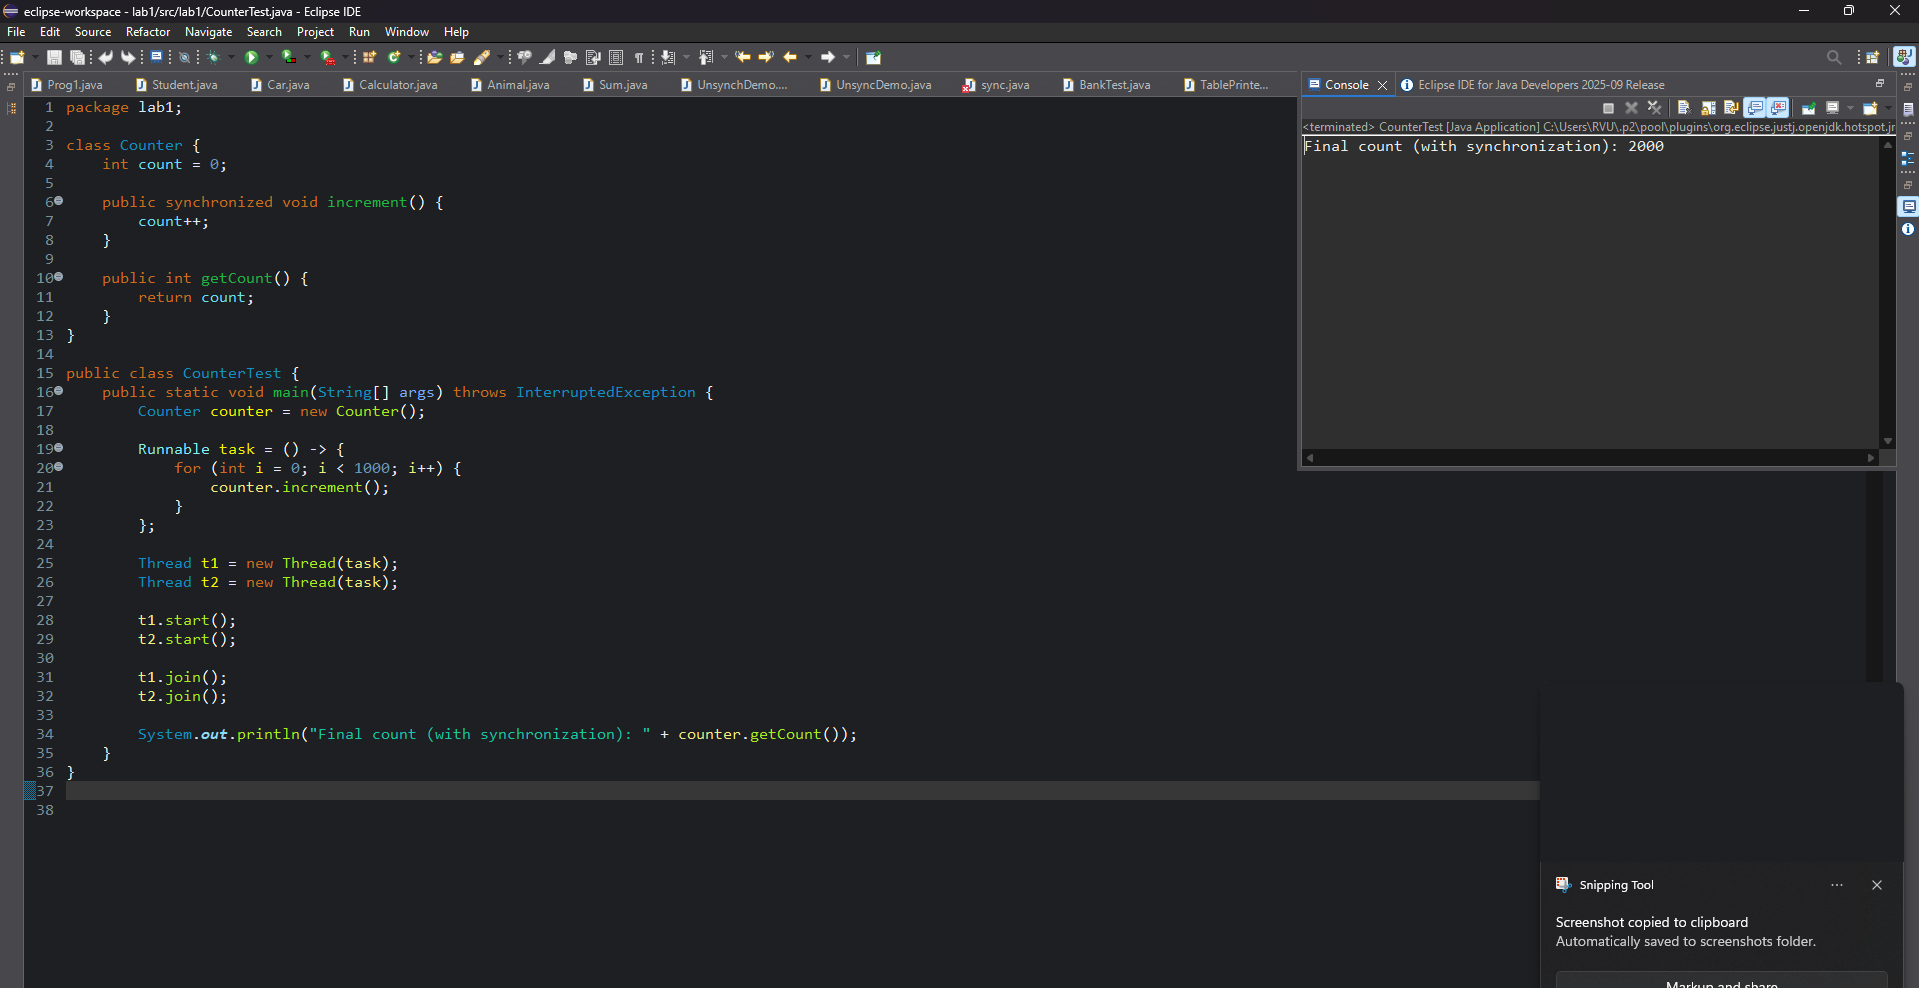 eclipse-workspace - lab1/src/lab1/CounterTest.java - Eclipse IDE
File Edit Source Refactor Navigate Search Project Run Window Help
Prog1.java Student.java Car.java Calculator.java Animal.java Sum.java UnsynchDemo.... UnsyncDemo.java sync.java BankTest.java TablePrinte...
1 package lab1;
2
3 class Counter {
4     int count = 0;
5
6     public synchronized void increment() {
7         count++;
8     }
9
10     public int getCount() {
11         return count;
12     }
13 }
14
15 public class CounterTest {
16     public static void main(String[] args) throws InterruptedException {
17         Counter counter = new Counter();
18
19         Runnable task = () -> {
20             for (int i = 0; i < 1000; i++) {
21                 counter.increment();
22             }
23         };
24
25         Thread t1 = new Thread(task);
26         Thread t2 = new Thread(task);
27
28         t1.start();
29         t2.start();
30
31         t1.join();
32         t2.join();
33
34         System.out.println("Final count (with synchronization): " + counter.getCount());
35     }
36 }
37
38
Console Eclipse IDE for Java Developers 2025-09 Release
<terminated> CounterTest [Java Application] C:\Users\RVU\.p2\pool\plugins\org.eclipse.justj.openjdk.hotspot.jr
Final count (with synchronization): 2000
Snipping Tool
Screenshot copied to clipboard
Automatically saved to screenshots folder.
Markup and share